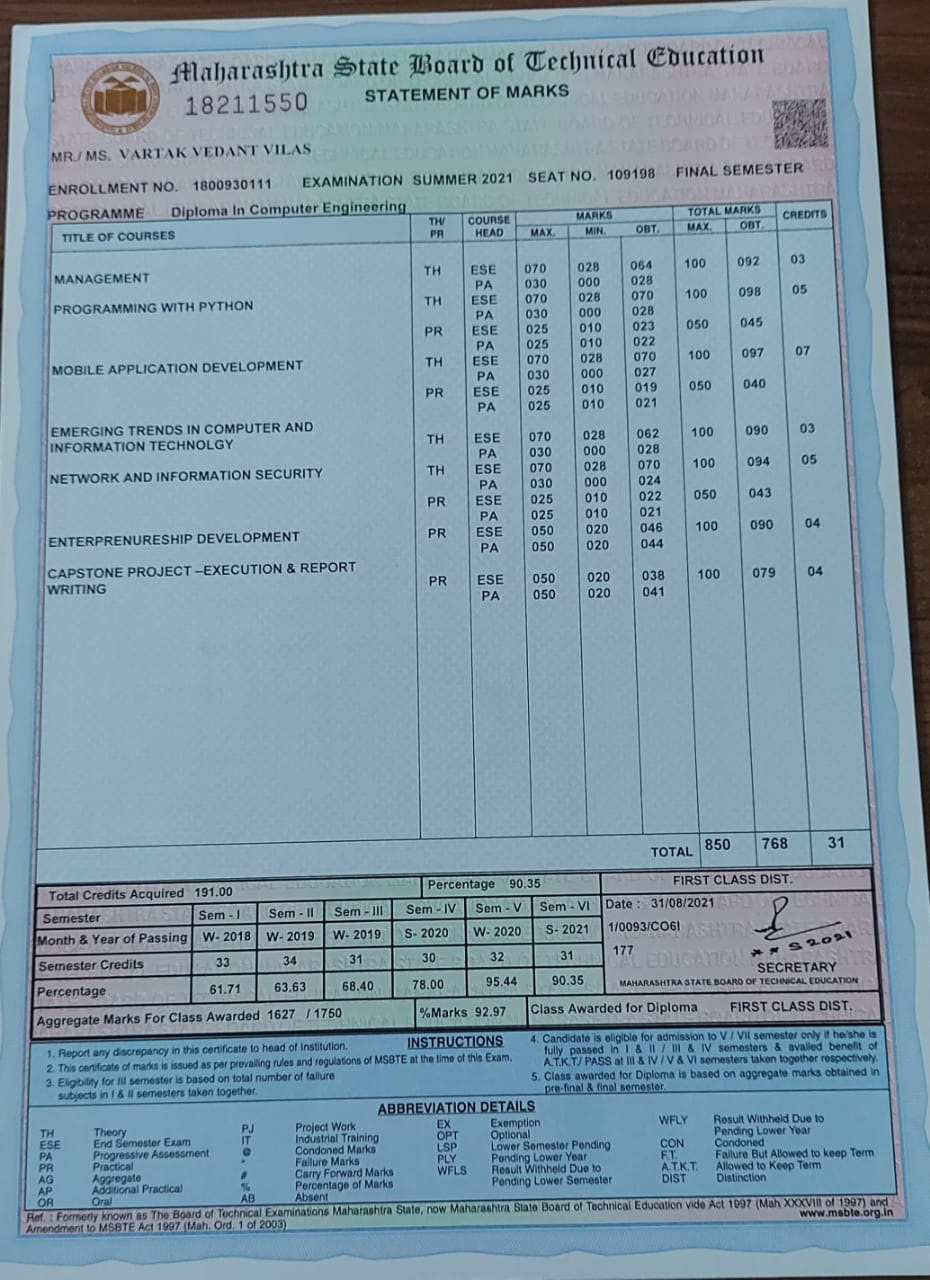 Maharashtra State Board of Technical Education
18211550
STATEMENT OF MARKS
MR./ MS. VARTAK VEDANT VILAS
ENROLLMENT NO. 1800930111 EXAMINATION SUMMER 2021 SEAT NO. 109198 FINAL SEMESTER
PROGRAMME Diploma In Computer Engineering
TITLE OF COURSES TH/ PR COURSE HEAD MARKS MAX. MIN. OBT. TOTAL MARKS MAX. OBT. CREDITS
MANAGEMENT TH ESE 070 028 064 100 092 03
PA 030 000 028
PROGRAMMING WITH PYTHON TH ESE 070 028 070 100 098 05
PA 030 000 028
PR ESE 025 010 023 050 045
PA 025 010 022
MOBILE APPLICATION DEVELOPMENT TH ESE 070 028 070 100 097 07
PA 030 000 027
PR ESE 025 010 019 050 040
PA 025 010 021
EMERGING TRENDS IN COMPUTER AND
INFORMATION TECHNOLGY TH ESE 070 028 062 100 090 03
PA 030 000 028
NETWORK AND INFORMATION SECURITY TH ESE 070 028 070 100 094 05
PA 030 000 024
PR ESE 025 010 022 050 043
PA 025 010 021
ENTERPRENURESHIP DEVELOPMENT PR ESE 050 020 046 100 090 04
PA 050 020 044
CAPSTONE PROJECT –EXECUTION & REPORT
WRITING PR ESE 050 020 038 100 079 04
PA 050 020 041
TOTAL 850 768 31
Total Credits Acquired 191.00 Percentage 90.35 FIRST CLASS DIST.
Semester Sem - I Sem - II Sem - III Sem - IV Sem - V Sem - VI
Month & Year of Passing W- 2018 W- 2019 W- 2019 S- 2020 W- 2020 S- 2021
Semester Credits 33 34 31 30 32 31
Percentage 61.71 63.63 68.40 78.00 95.44 90.35
Date : 31/08/2021
1/0093/CO6I
177
** S2021
SECRETARY
MAHARASHTRA STATE BOARD OF TECHNICAL EDUCATION
Aggregate Marks For Class Awarded 1627 / 1750 %Marks 92.97 Class Awarded for Diploma FIRST CLASS DIST.
INSTRUCTIONS
1. Report any discrepancy in this certificate to head of Institution.
2. This certificate of marks is issued as per prevailing rules and regulations of MSBTE at the time of this Exam.
3. Eligibility for III semester is based on total number of failure
subjects in I & II semesters taken together.
4. Candidate is eligible for admission to V / VII semester only if he/she is
fully passed in I & II / III & IV semesters & availed benefit of
A.T.K.T/ PASS at III & IV / V & VI semesters taken together respectively.
5. Class awarded for Diploma is based on aggregate marks obtained in
pre-final & final semester.
ABBREVIATION DETAILS
TH Theory
ESE End Semester Exam
PA Progressive Assessment
PR Practical
AG Aggregate
AP Additional Practical
OR Oral
PJ Project Work
IT Industrial Training
@ Condoned Marks
* Failure Marks
# Carry Forward Marks
% Percentage of Marks
AB Absent
EX Exemption
OPT Optional
LSP Lower Semester Pending
PLY Pending Lower Year
WFLS Result Withheld Due to
Pending Lower Semester
WFLY Result Withheld Due to
Pending Lower Year
CON Condoned
F.T. Failure But Allowed to keep Term
A.T.K.T. Allowed to Keep Term
DIST Distinction
Ref. : Formerly known as The Board of Technical Examinations Maharashtra State, now Maharashtra State Board of Technical Education vide Act 1997 (Mah XXXVIII of 1997) and
Amendment to MSBTE Act 1997 (Mah. Ord. 1 of 2003) www.msbte.org.in